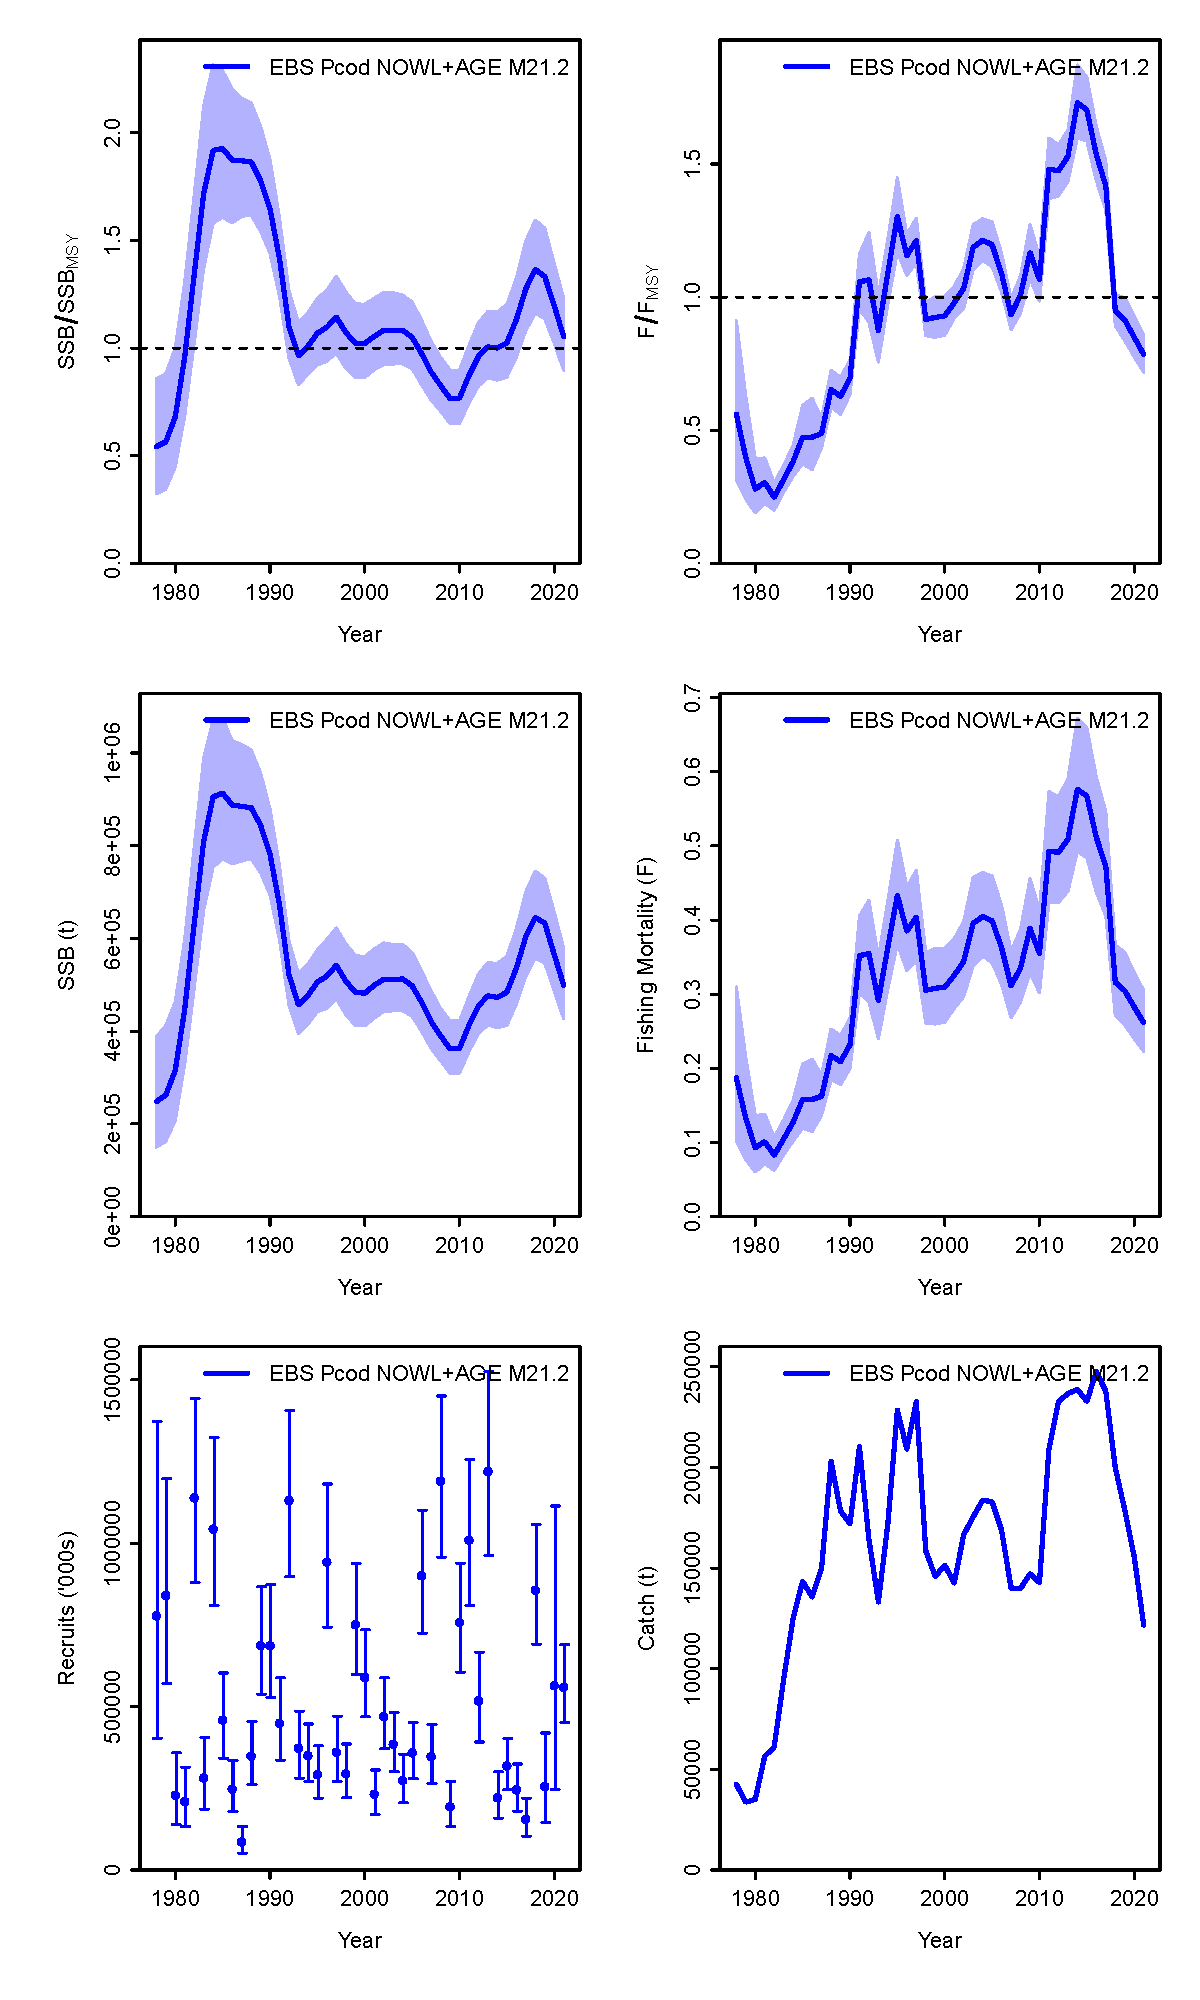 EBS Pcod NOWL+AGE M21.2
SSB/SSBMSY
0.0 0.5 1.0 1.5 2.0
1980 1990 2000 2010 2020
Year
EBS Pcod NOWL+AGE M21.2
F/FMSY
0.0 0.5 1.0 1.5
1980 1990 2000 2010 2020
Year
EBS Pcod NOWL+AGE M21.2
SSB (t)
0e+00 2e+05 4e+05 6e+05 8e+05 1e+06
1980 1990 2000 2010 2020
Year
EBS Pcod NOWL+AGE M21.2
Fishing Mortality (F)
0.0 0.1 0.2 0.3 0.4 0.5 0.6 0.7
1980 1990 2000 2010 2020
Year
EBS Pcod NOWL+AGE M21.2
Recruits ('000s)
0 500000 1000000 1500000
1980 1990 2000 2010 2020
Year
EBS Pcod NOWL+AGE M21.2
Catch (t)
0 50000 100000 150000 200000 250000
1980 1990 2000 2010 2020
Year